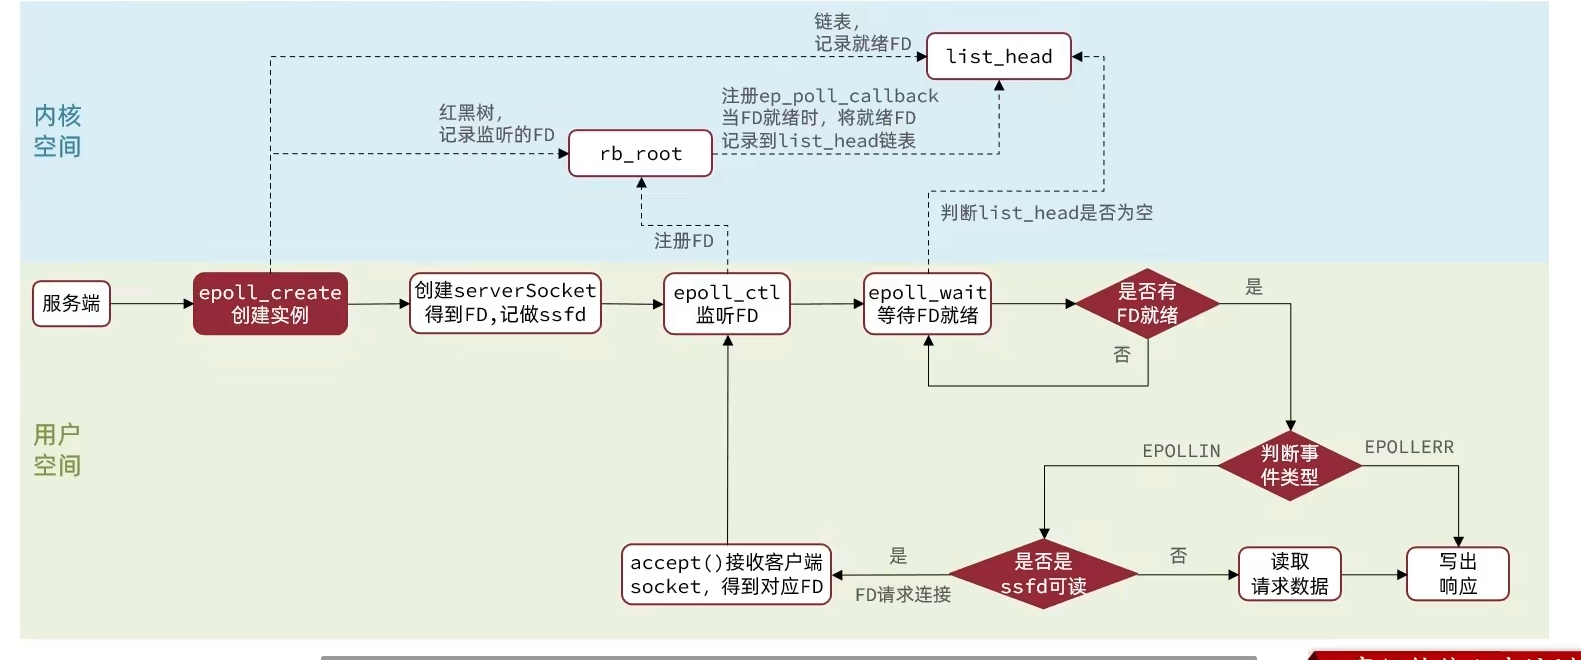 链表，
记录就绪FD
list_head
内核
空间
红黑树，
记录监听的FD
rb_root
注册ep_poll_callback
当FD就绪时，将就绪FD
记录到list_head链表
判断list_head是否为空
注册FD
服务端
epoll_create
创建实例
创建serverSocket
得到FD,记做ssfd
epoll_ctl
监听FD
epoll_wait
等待FD就绪
是否有
FD就绪
是
否
用户
空间
EPOLLIN
判断事
件类型
EPOLLERR
accept()接收客户端
socket，得到对应FD
是
FD请求连接
是否是
ssfd可读
否
读取
请求数据
写出
响应